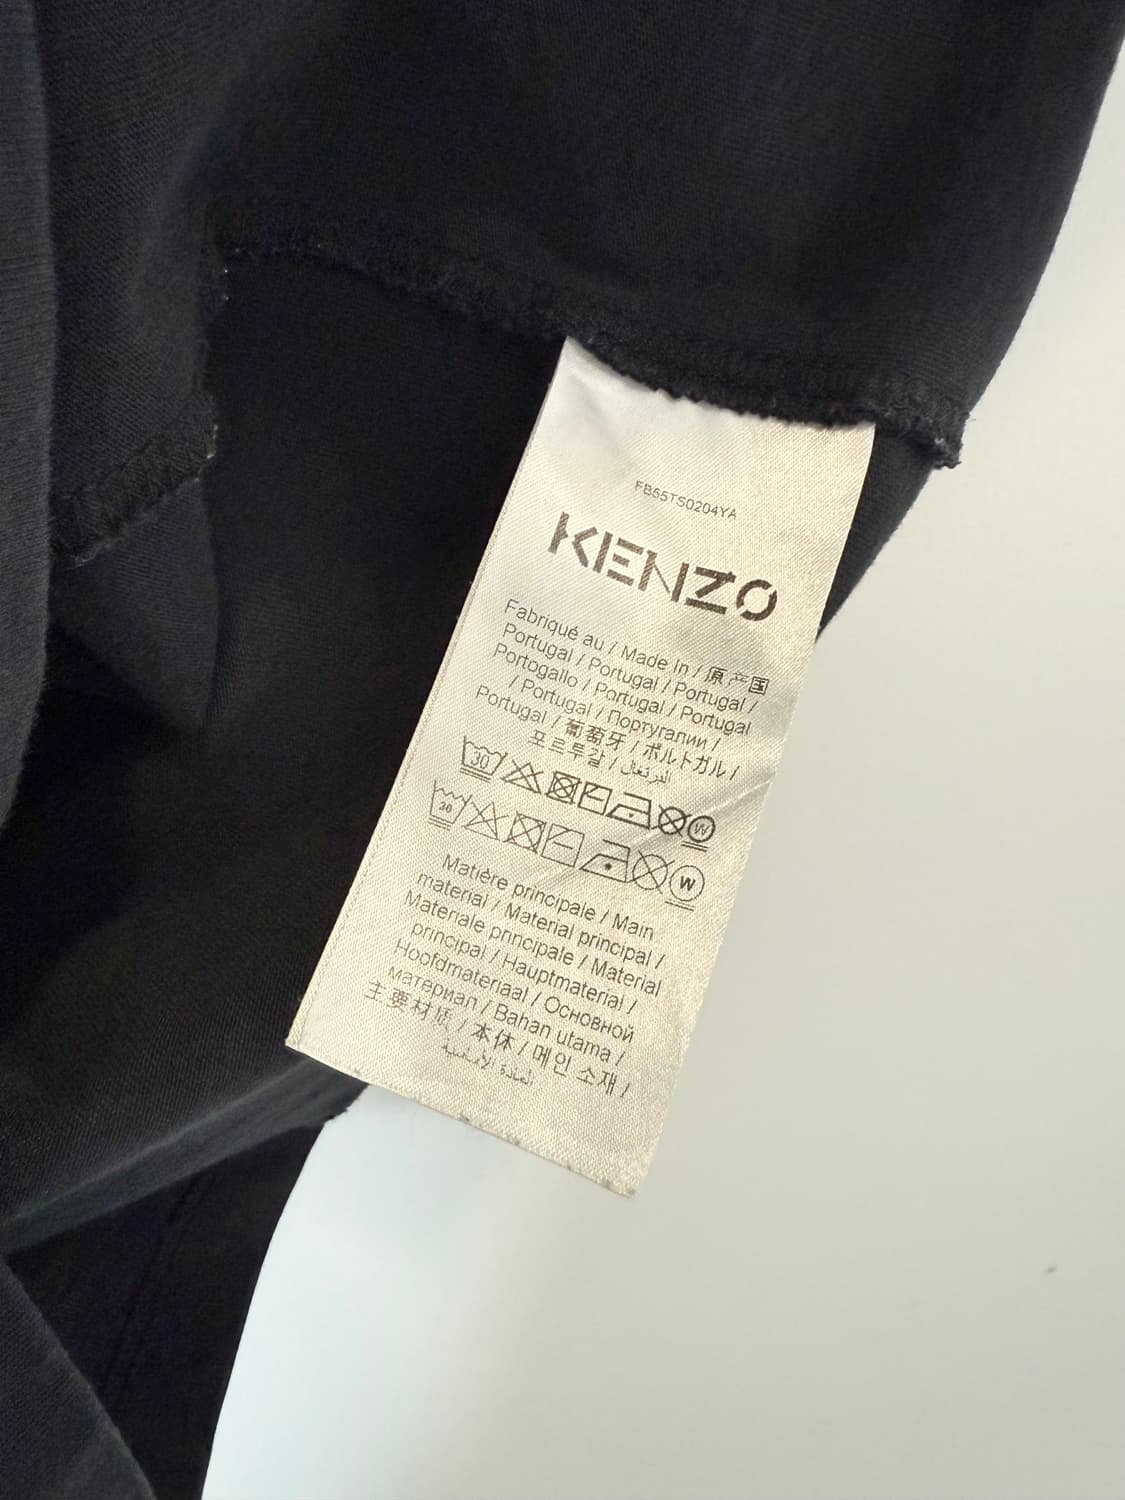 FB55TS0204YA
KENZO
Fabriqué au / Made in / 原产国
Portugal / Portugal / Portugal /
Portogallo / Portugal / Portugal
/ Portugal / Португалии /
Portugal / 葡萄牙 / ポルトガル /
포르투갈 / البرتغال
30 W
30 W
Matière principale / Main
material / Material principal /
Materiale principale / Material
principal / Hauptmaterial /
Hoofdmateriaal / Основной
материал / Bahan utama /
主要材质 / 本体 / 메인 소재 /
المادة الأساسية